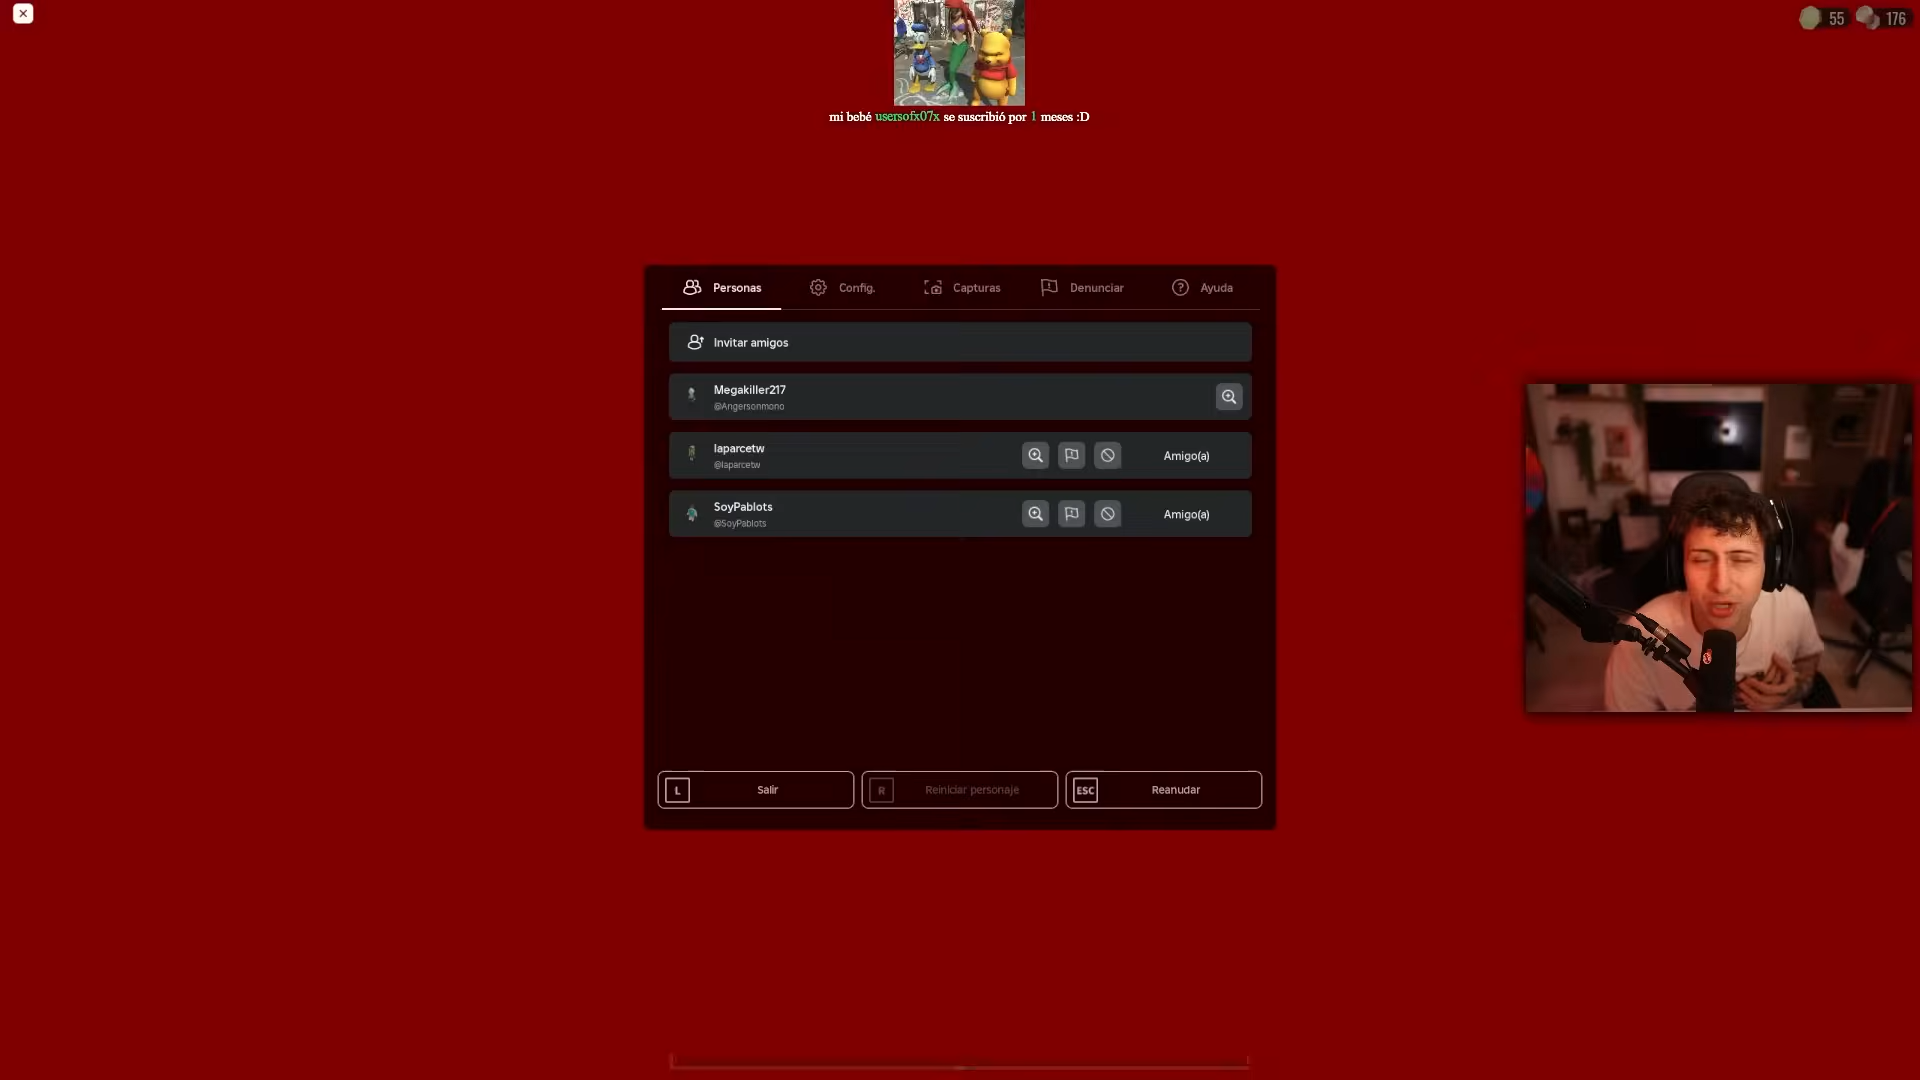 55 176
mi bebé usersofx07x se suscribió por 1 meses :D
Personas Config. Capturas Denunciar Ayuda
Invitar amigos
Megakiller217
@Angersonmono
laparcetw
@laparcetw
Amigo(a)
SoyPablots
@SoyPablots
Amigo(a)
L Salir R Reiniciar personaje ESC Reanudar